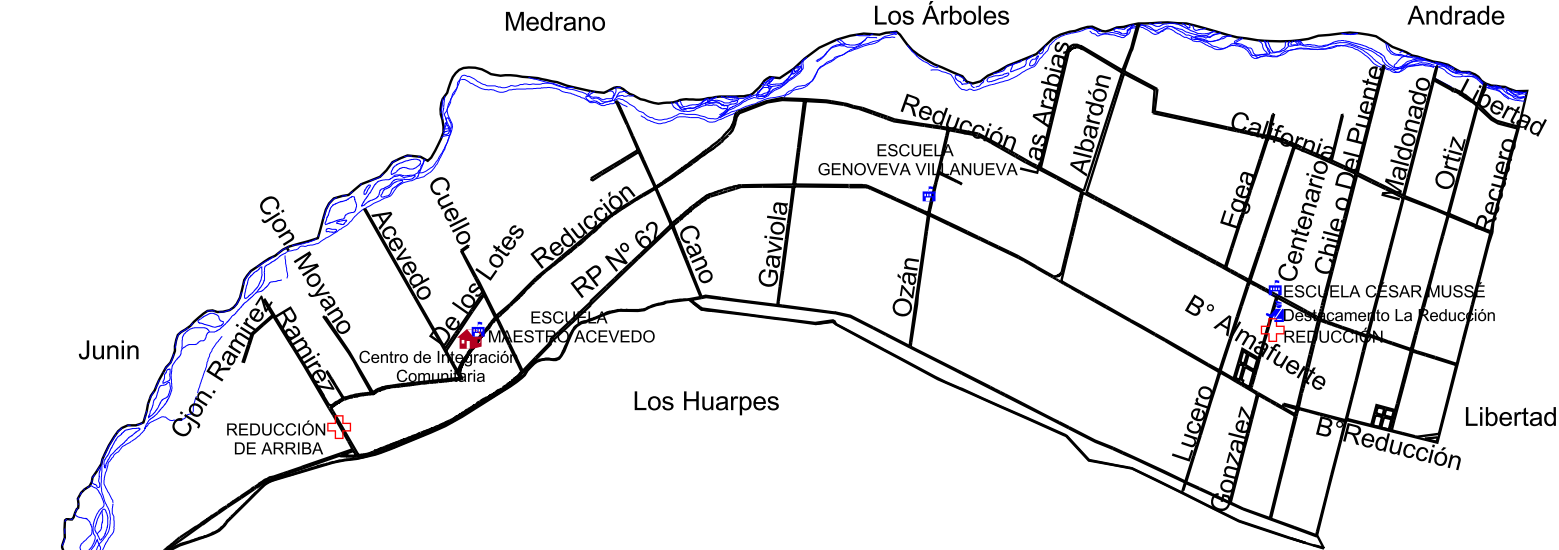 Medrano
Los Árboles
Andrade
Las Arabias
Albardón
Reducción
California
Chile o Del Puente
Maldonado
Libertad
Ortiz
Recuero
ESCUELA
GENOVEVA VILLANUEVA
Egea
Centenario
Cjon. Moyano
Acevedo
Cuello
De los Lotes
Reducción
RP Nº 62
Cano
Gaviola
Ozán
ESCUELA CESAR MUSSÉ
Destacamento La Reducción
REDUCCIÓN
B° Almafuerte
Junin
Cjon. Ramirez
Ramirez
ESCUELA
MAESTRO ACEVEDO
Centro de Integración
Comunitaria
Los Huarpes
REDUCCIÓN
DE ARRIBA
Lucero
Gonzalez
B°Reducción
Libertad